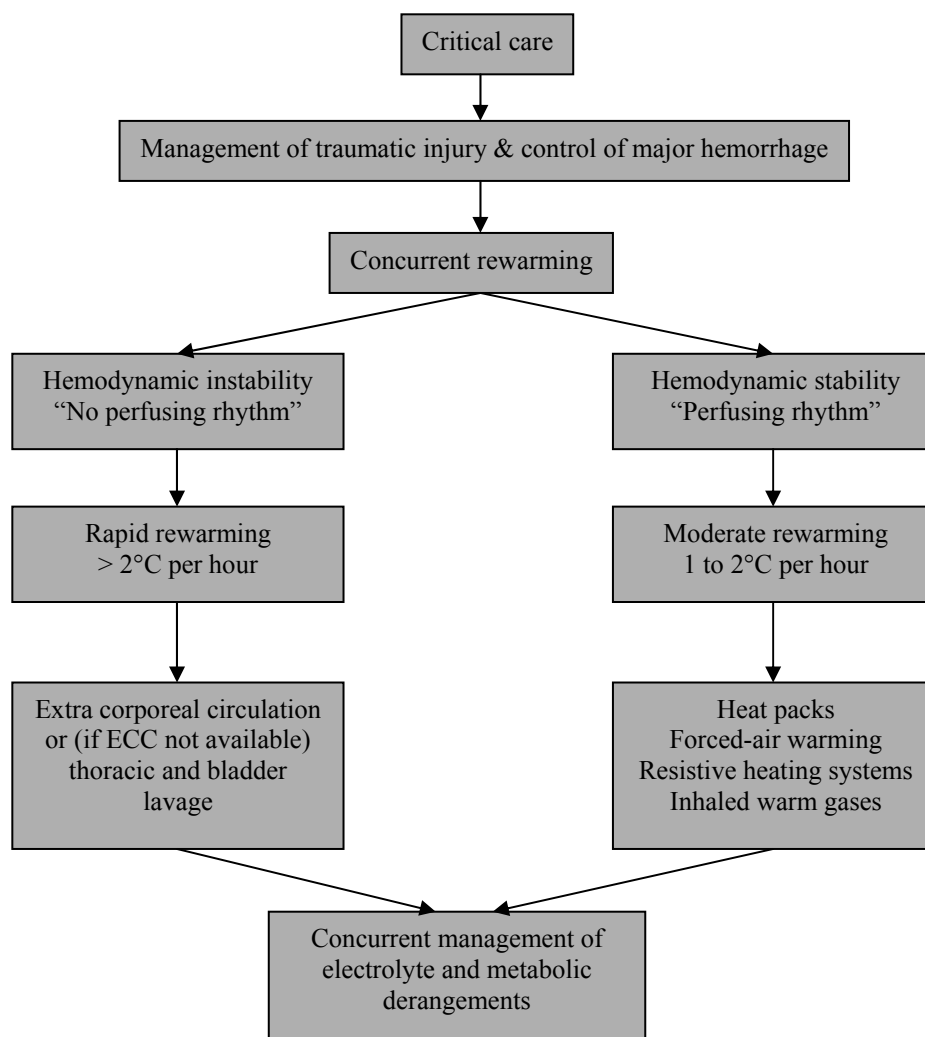 Critical care
Management of traumatic injury & control of major hemorrhage
Concurrent rewarming
Hemodynamic instability
“No perfusing rhythm”
Hemodynamic stability
“Perfusing rhythm”
Rapid rewarming
> 2°C per hour
Moderate rewarming
1 to 2°C per hour
Extra corporeal circulation
or (if ECC not available)
thoracic and bladder
lavage
Heat packs
Forced-air warming
Resistive heating systems
Inhaled warm gases
Concurrent management of
electrolyte and metabolic
derangements